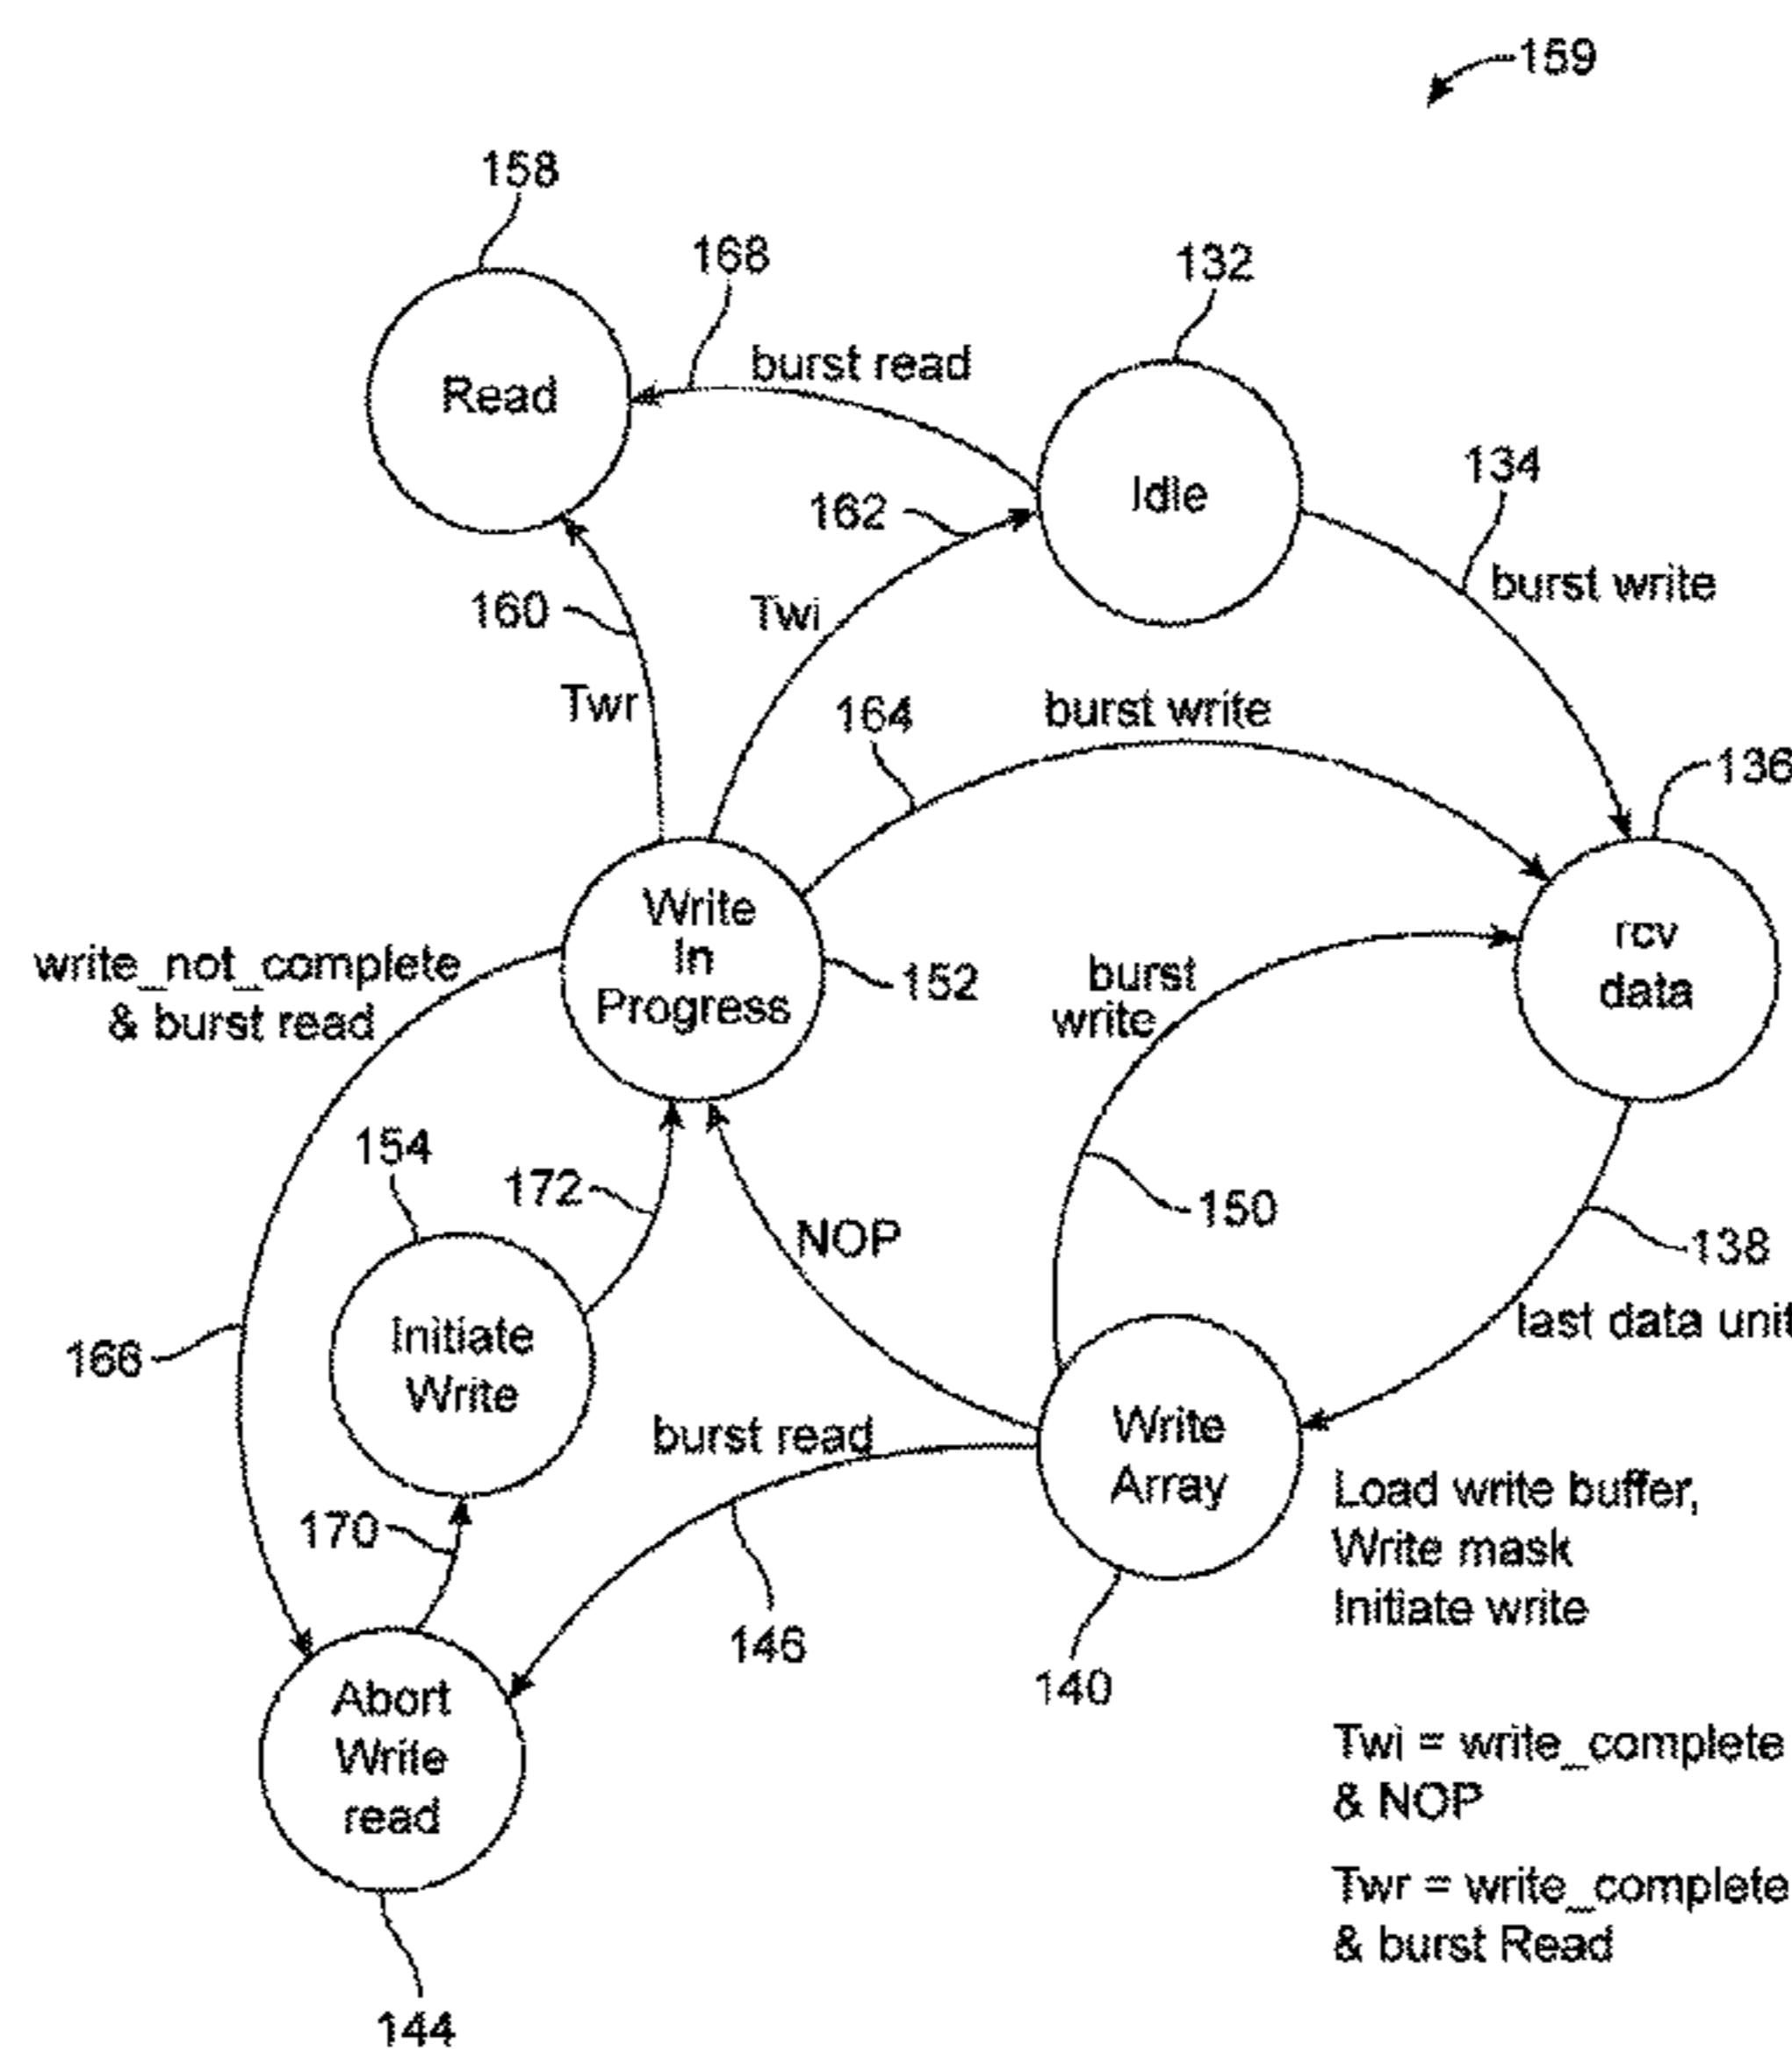 159
158
168
132
burst read
Read
Idle
134
162
burst write
160
Twi
Twr
164
burst write
136
Write
In
Progress
rcv
data
write_not_complete
& burst read
152
burst
write
154
172
150
NOP
138
Initiate
Write
last data unit
166
burst read
Write
Array
170
Load write buffer,
Write mask
Initiate write
146
140
Abort
Write
read
Twi = write_complete
& NOP
Twr = write_complete
& burst Read
144